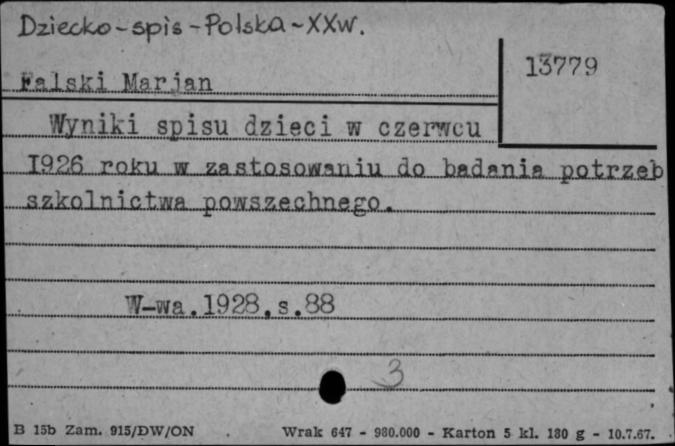 Dziecko-spis-Polska-XXw.
13779
Falski Marjan
Wyniki spisu dzieci w czerwcu
I926 roku w zastosowaniu do badania potrzeb
szkolnictwa powszechnego.
W-wa.1928,s.88
3
B 15b Zam. 915/DW/ON Wrak 647 - 980.000 - Karton 5 kl. 180 g - 10.7.67.